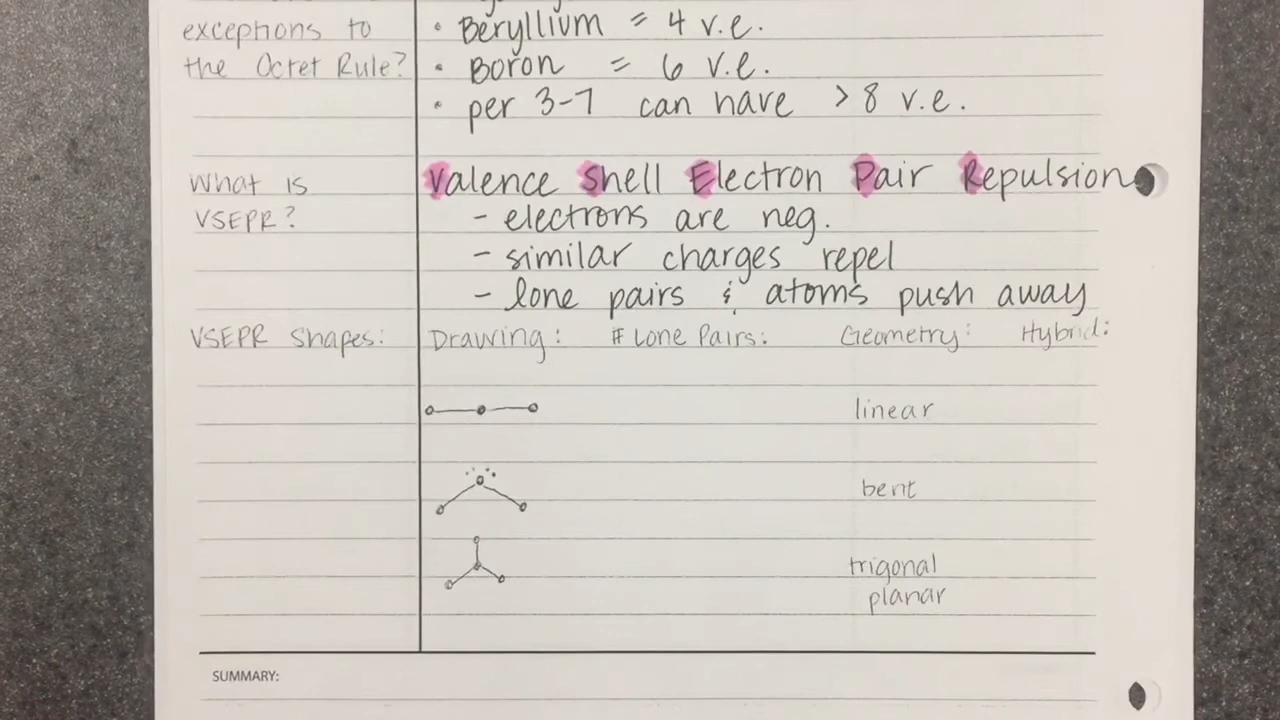 exceptions to
the Octet Rule?
• Beryllium = 4 v.e.
• Boron = 6 v.e.
• per 3-7 can have > 8 v.e.
What is
VSEPR?
Valence Shell Electron Pair Repulsion
- electrons are neg.
- similar charges repel
- lone pairs & atoms push away
VSEPR Shapes:
Drawing: # Lone Pairs: Geometry: Hybrid:
linear
bent
trigonal
planar
SUMMARY: